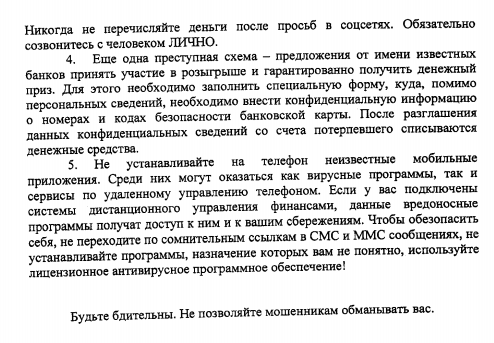 Никогда не перечисляйте деньги после просьб в соцсетях. Обязательно
созвонитесь с человеком ЛИЧНО.
4. Еще одна преступная схема – предложения от имени известных
банков принять участие в розыгрыше и гарантированно получить денежный
приз. Для этого необходимо заполнить специальную форму, куда, помимо
персональных сведений, необходимо внести конфиденциальную информацию
о номерах и кодах безопасности банковской карты. После разглашения
данных конфиденциальных сведений со счета потерпевшего списываются
денежные средства.
5. Не устанавливайте на телефон неизвестные мобильные
приложения. Среди них могут оказаться как вирусные программы, так и
сервисы по удаленному управлению телефоном. Если у вас подключены
системы дистанционного управления финансами, данные вредоносные
программы получат доступ к ним и к вашим сбережениям. Чтобы обезопасить
себя, не переходите по сомнительным ссылкам в СМС и ММС сообщениях, не
устанавливайте программы, назначение которых вам не понятно, используйте
лицензионное антивирусное программное обеспечение!
Будьте бдительны. Не позволяйте мошенникам обманывать вас.